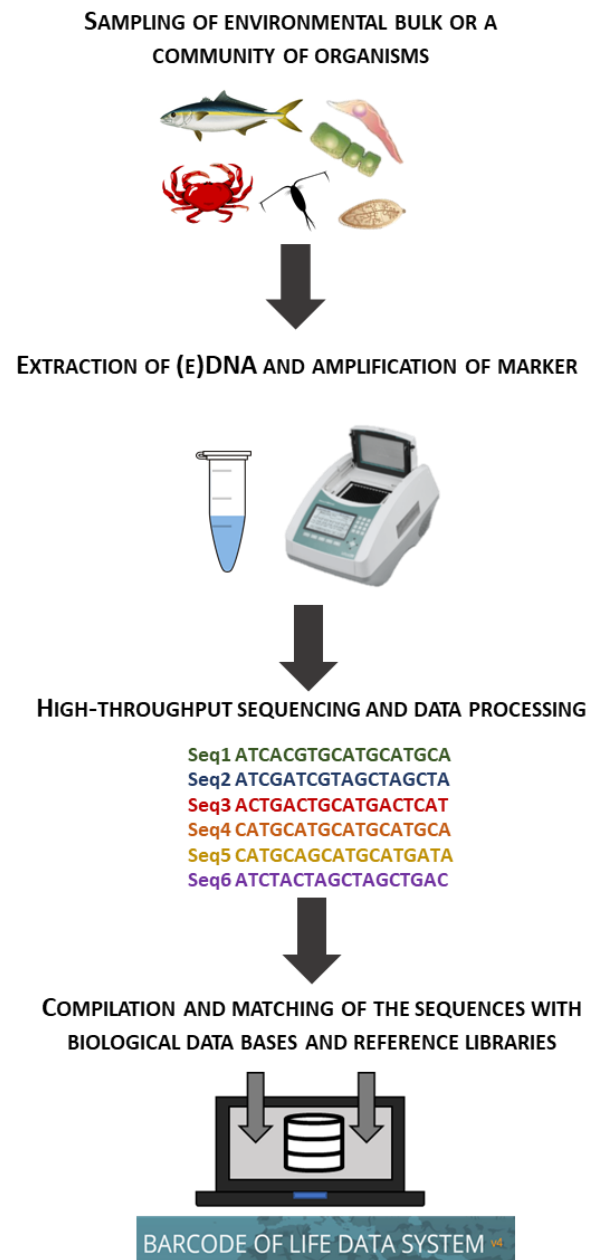 SAMPLING OF ENVIRONMENTAL BULK OR A
COMMUNITY OF ORGANISMS
EXTRACTION OF (E)DNA AND AMPLIFICATION OF MARKER
HIGH-THROUGHPUT SEQUENCING AND DATA PROCESSING
Seq1 ATCACGTGCATGCATGCA
Seq2 ATCGATCGTAGCTAGCTA
Seq3 ACTGACTGCATGACTCAT
Seq4 CATGCATGCATGCATGCA
Seq5 CATGCAGCATGCATGATA
Seq6 ATCTACTAGCTAGCTGAC
COMPILATION AND MATCHING OF THE SEQUENCES WITH
BIOLOGICAL DATA BASES AND REFERENCE LIBRARIES
BARCODE OF LIFE DATA SYSTEM v4